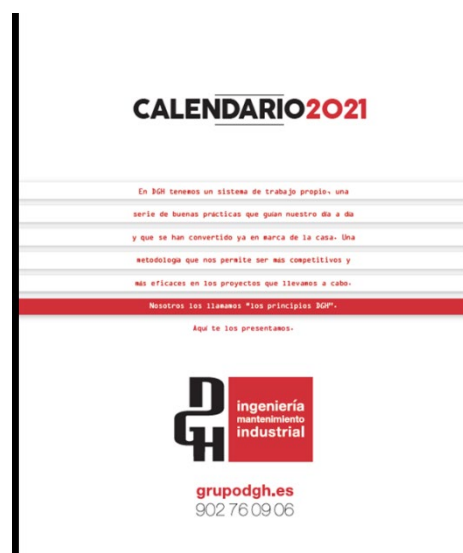 CALENDARIO2021
En DGH tenemos un sistema de trabajo propio, una
serie de buenas prácticas que guían nuestro día a día
y que se han convertido ya en marca de la casa. Una
metodología que nos permite ser más competitivos y
más eficaces en los proyectos que llevamos a cabo.
Nosotros los llamamos "los principios DGH".
Aquí te los presentamos.
DGH
ingeniería
mantenimiento
industrial
grupodgh.es
902 76 09 06